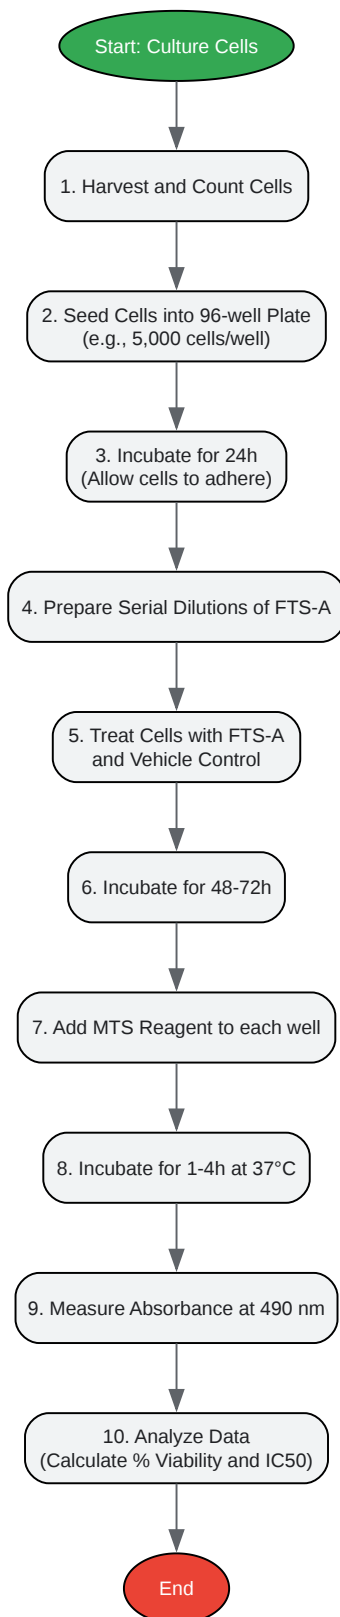 Start: Culture Cells
1. Harvest and Count Cells
2. Seed Cells into 96-well Plate
(e.g., 5,000 cells/well)
3. Incubate for 24h
(Allow cells to adhere)
4. Prepare Serial Dilutions of FTS-A
5. Treat Cells with FTS-A
and Vehicle Control
6. Incubate for 48-72h
7. Add MTS Reagent to each well
8. Incubate for 1-4h at 37°C
9. Measure Absorbance at 490 nm
10. Analyze Data
(Calculate % Viability and IC50)
End